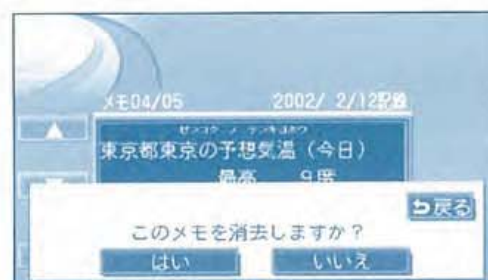 メモ04/05 2002/ 2/12記録
▲
ゼンコク ノ テンキヨホウ
東京都東京の予想気温（今日）
最高 9度
戻る
このメモを消去しますか？
はい いいえ